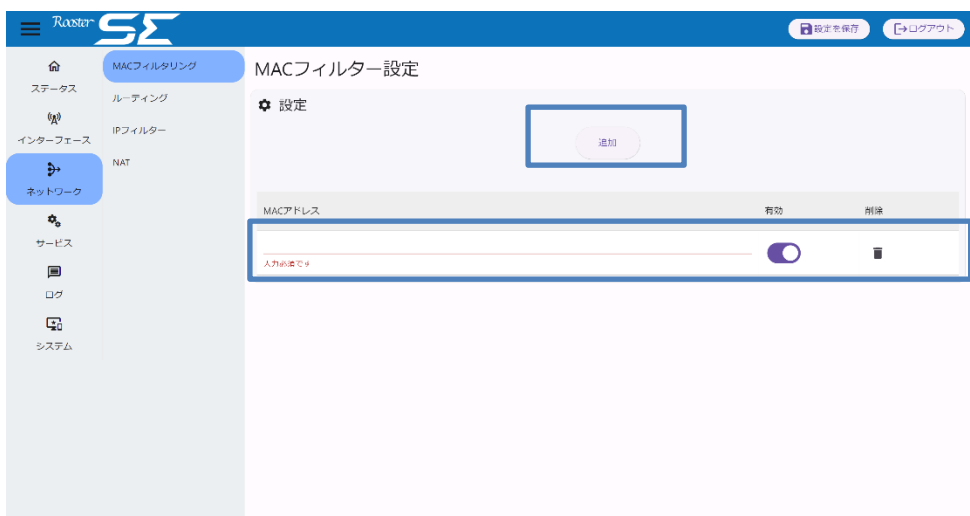 Rooster SE
設定を保存
ログアウト
ステータス
インターフェース
ネットワーク
サービス
ログ
システム
MACフィルタリング
ルーティング
IPフィルター
NAT
MACフィルター設定
設定
追加
MACアドレス 有効 削除
入力必須です